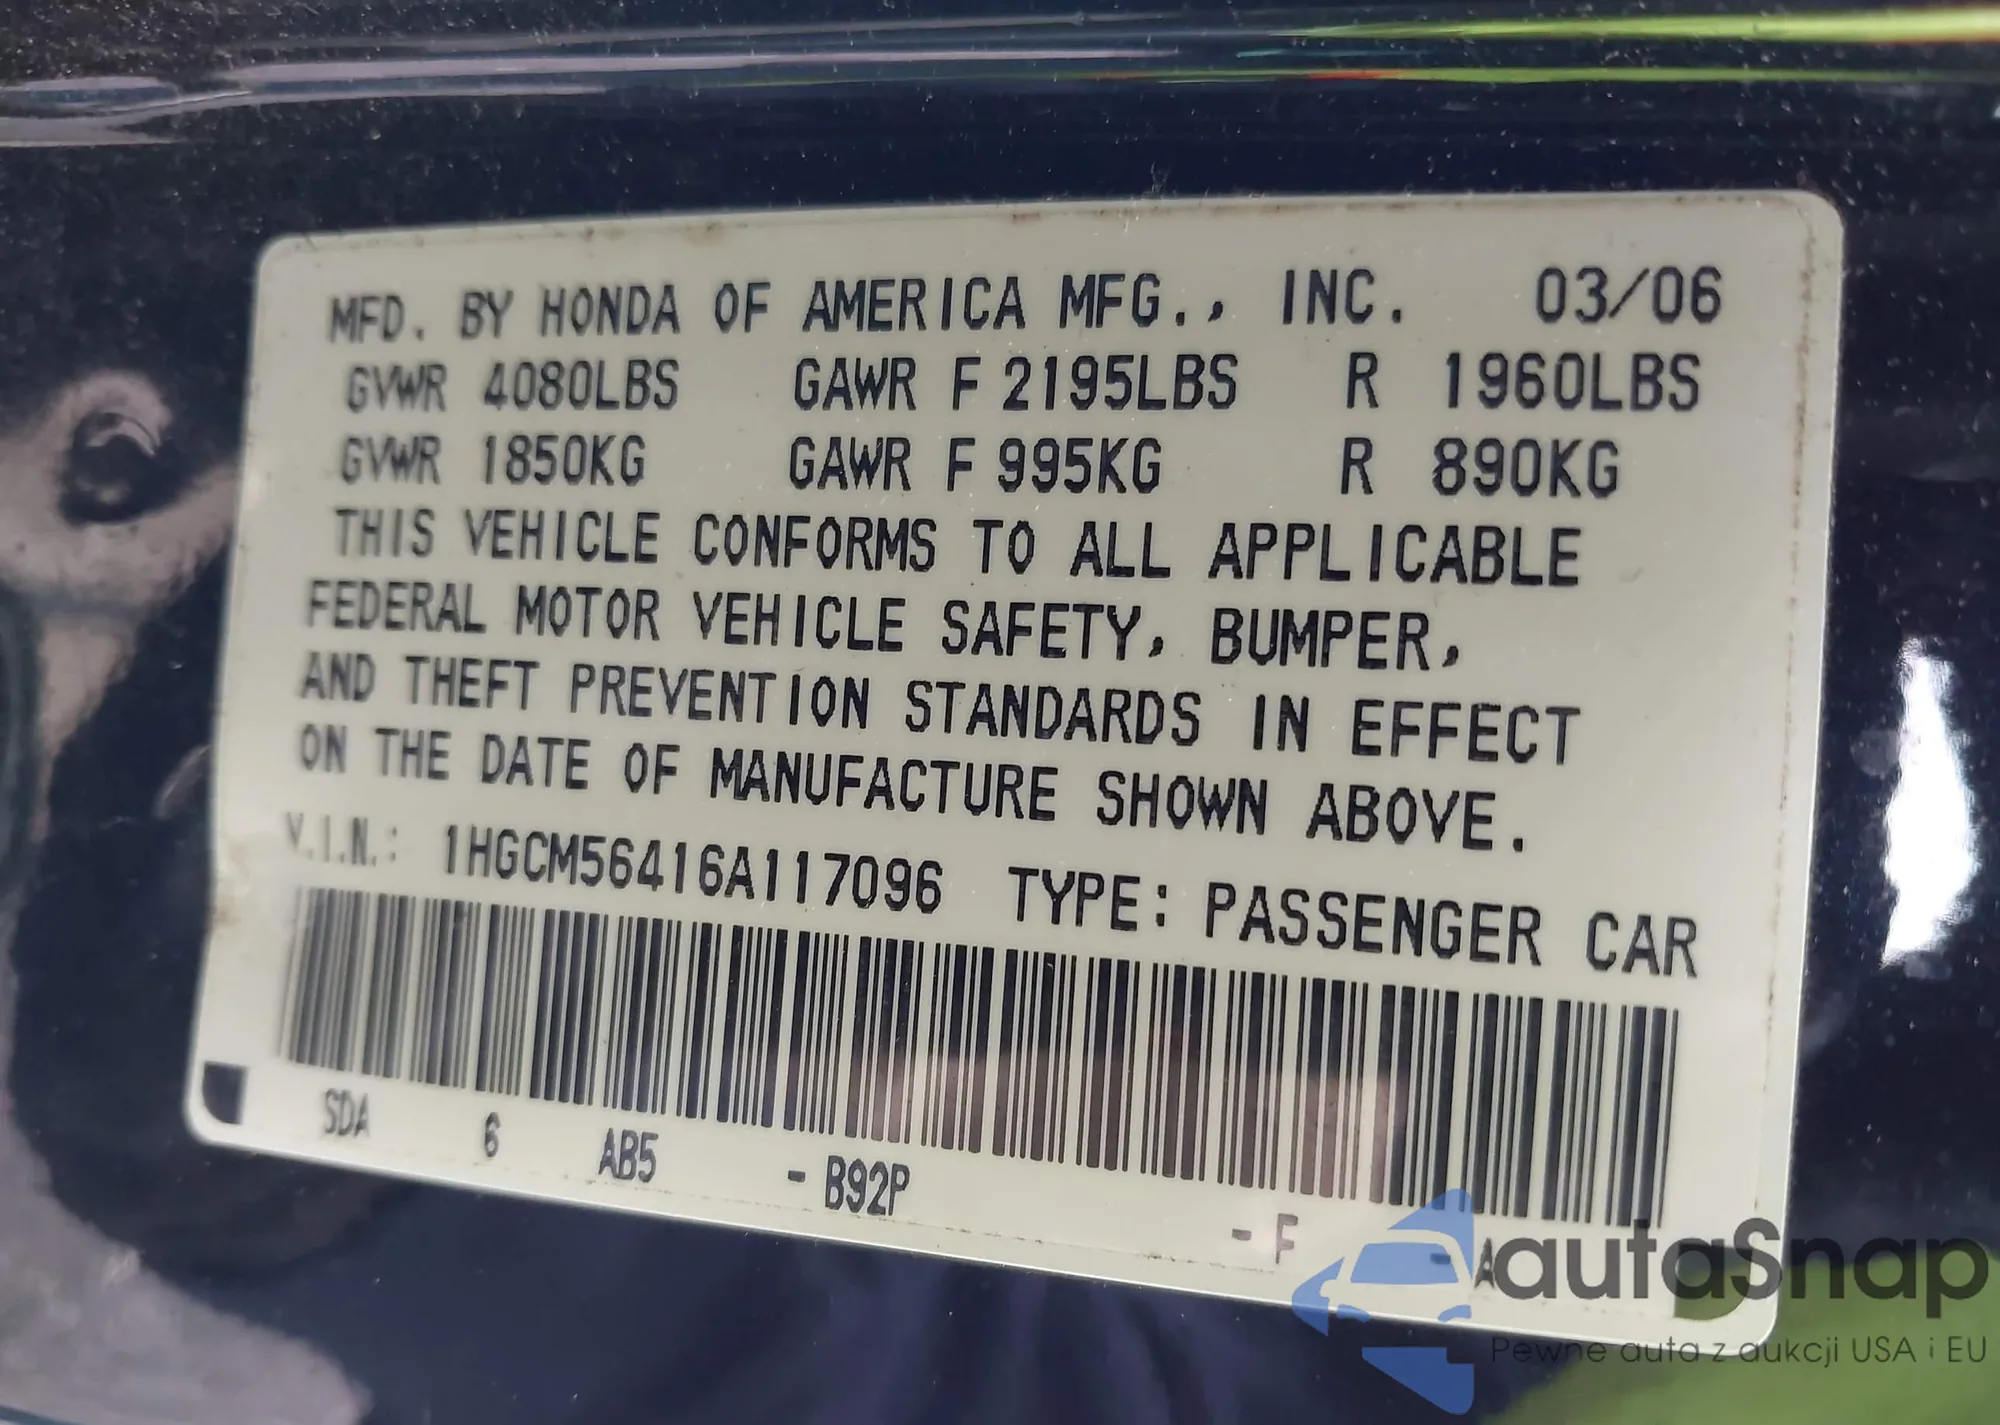 MFD. BY HONDA OF AMERICA MFG., INC. 03/06
GVWR 4080LBS GAWR F 2195LBS R 1960LBS
GVWR 1850KG GAWR F 995KG R 890KG
THIS VEHICLE CONFORMS TO ALL APPLICABLE
FEDERAL MOTOR VEHICLE SAFETY, BUMPER,
AND THEFT PREVENTION STANDARDS IN EFFECT
ON THE DATE OF MANUFACTURE SHOWN ABOVE.
V.I.N.: 1HGCM56416A117096 TYPE: PASSENGER CAR
SDA 6 AB5 - B92P - F - A
autaSnap
Pewne auta z aukcji USA i EU